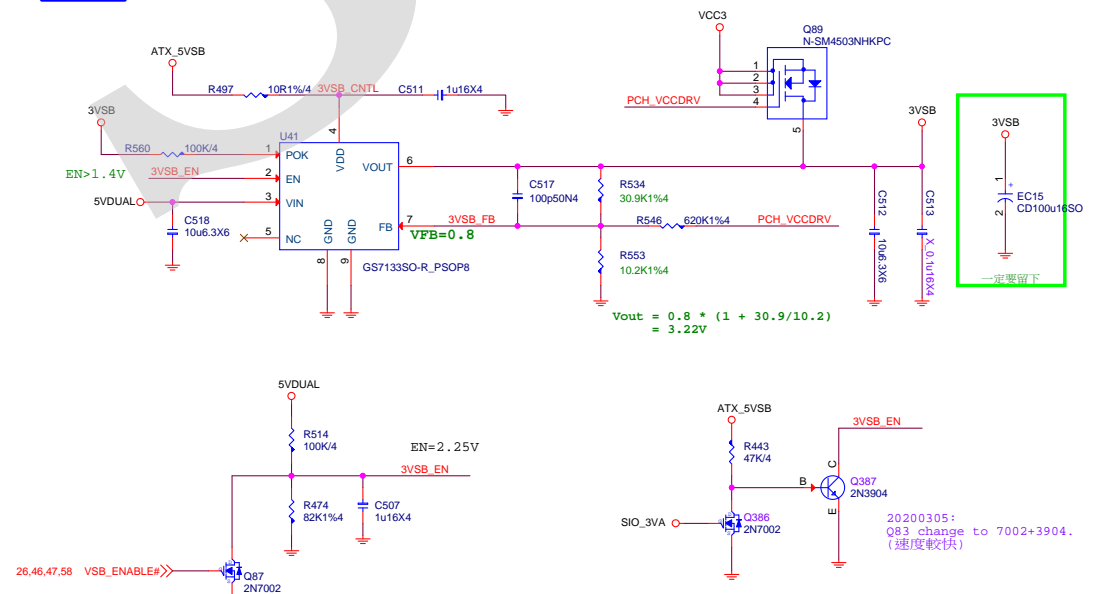 VCC3
Q89
N-SM4503NHKPC
ATX_5VSB
1
2
3
4
5
PCH_VCCDRV
R497
10R1%/4
3VSB_CNTL
C511
1u16X4
3VSB
3VSB
3VSB
R560
100K/4
U41
4
1
POK
VDD
VOUT
6
EN>1.4V
3VSB_EN
2
EN
5VDUAL
3
VIN
C518
10u6.3X6
5
NC
GND
GND
FB
7
3VSB_FB
VFB=0.8
8
9
GS7133SO-R_PSOP8
C517
100p50N4
R534
30.9K1%4
R546
620K1%4
PCH_VCCDRV
R553
10.2K1%4
C512
10u6.3X6
C513
X_0.1u16X4
1
+
EC15
CD100u16SO
2
一定要留下
Vout = 0.8 * (1 + 30.9/10.2)
= 3.22V
5VDUAL
R514
100K/4
EN=2.25V
3VSB_EN
R474
82K1%4
C507
1u16X4
26,46,47,58
VSB_ENABLE#
Q87
2N7002
ATX_5VSB
R443
47K/4
3VSB_EN
C
B
Q387
2N3904
E
SIO_3VA
Q386
2N7002
20200305:
Q83 change to 7002+3904.
(速度較快)